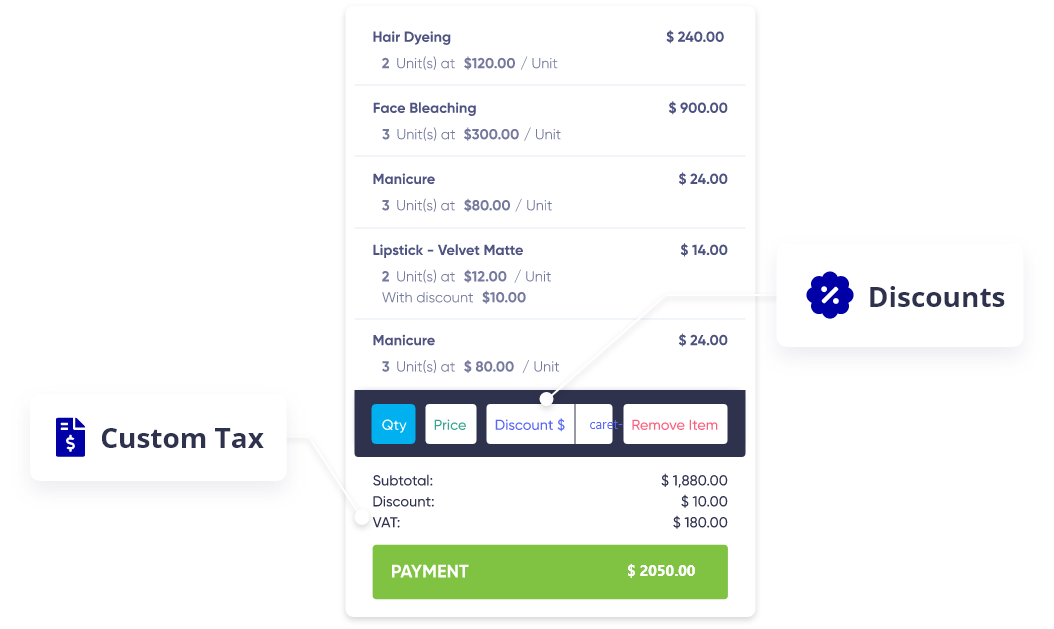 Hair Dyeing $ 240.00
2 Unit(s) at $120.00 / Unit
Face Bleaching $ 900.00
3 Unit(s) at $300.00 / Unit
Manicure $ 24.00
3 Unit(s) at $80.00 / Unit
Lipstick - Velvet Matte $ 14.00
2 Unit(s) at $12.00 / Unit
With discount $10.00
Discounts
Manicure $ 24.00
3 Unit(s) at $ 80.00 / Unit
Qty Price Discount $ caret- Remove Item
Custom Tax
Subtotal: $ 1,880.00
Discount: $ 10.00
VAT: $ 180.00
PAYMENT $ 2050.00